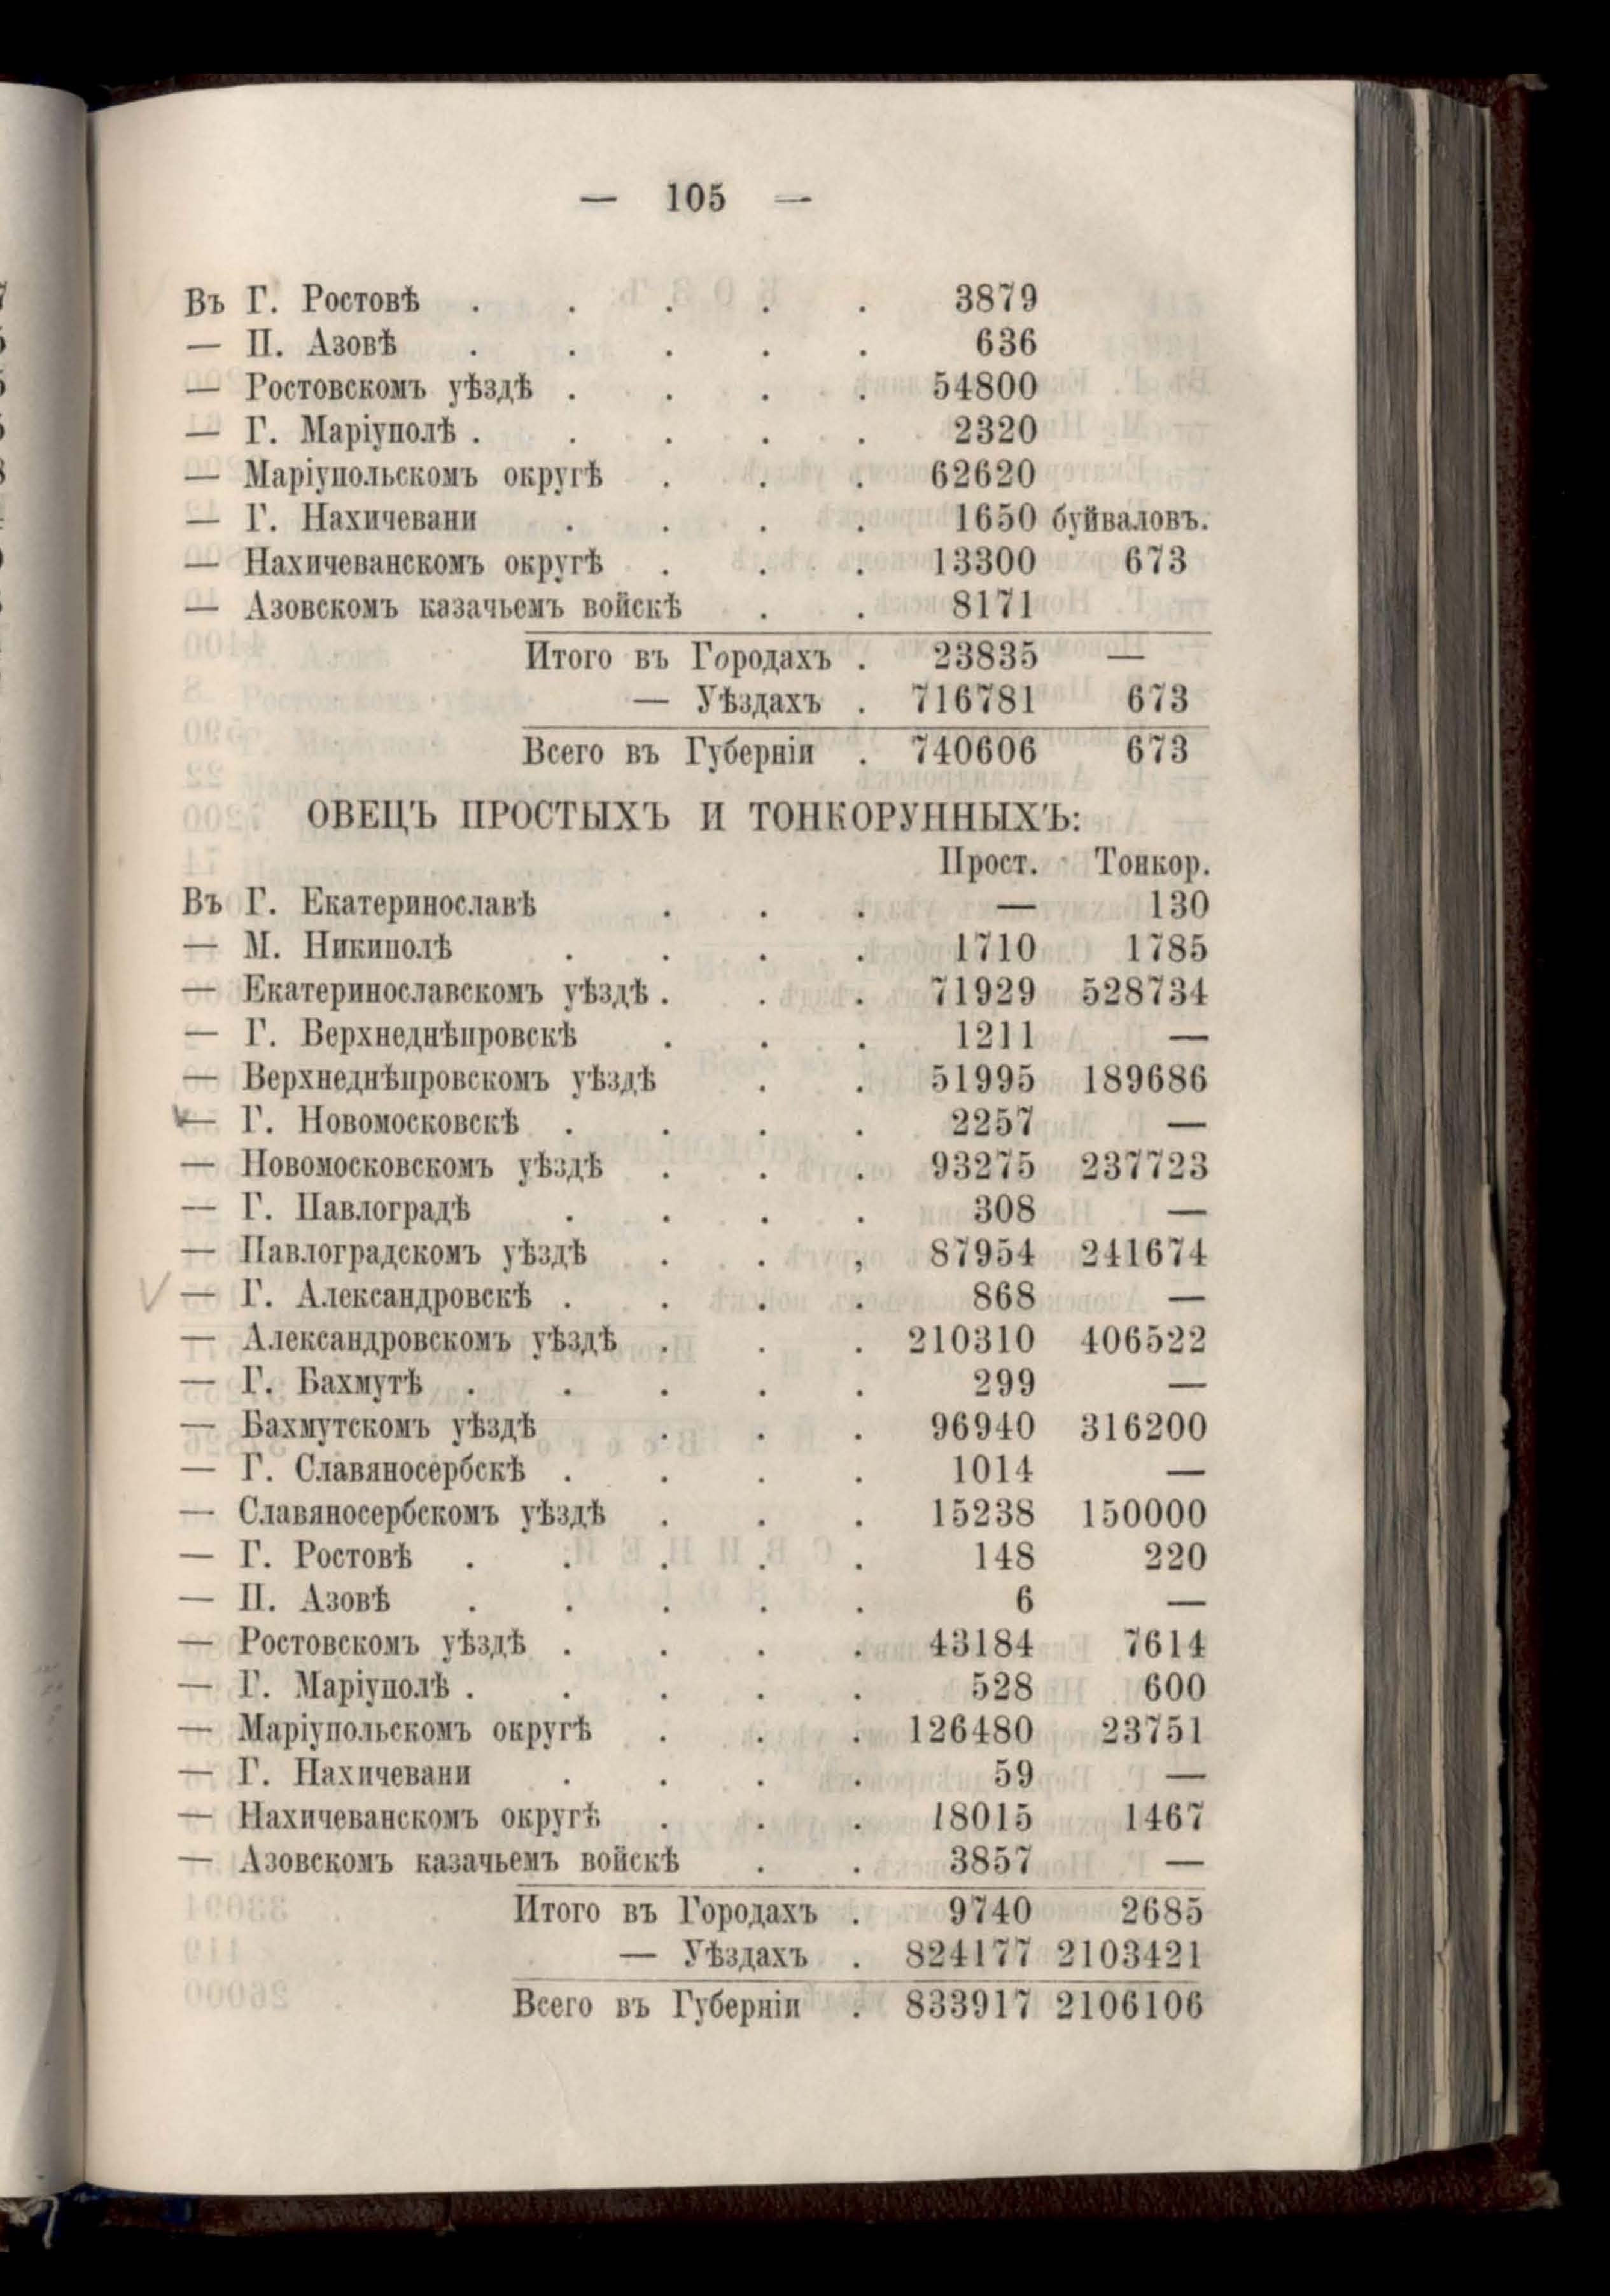 — 105 —
Въ Г. Ростовѣ . . . . . 3879
— П. Азовѣ . . . . . 636
— Ростовскомъ уѣздѣ . . . . 54800
— Г. Маріуполѣ . . . . . 2320
— Маріупольскомъ округѣ . . . 62620
— Г. Нахичевани . . . . 1650 буйваловъ.
— Нахичеванскомъ округѣ . . . 13300 673
— Азовскомъ казачьемъ войскѣ . . 8171
Итого въ Городахъ . 23835 —
— Уѣздахъ . 716781 673
Всего въ Губерніи . 740606 673
ОВЕЦЪ ПРОСТЫХЪ И ТОНКОРУННЫХЪ:
Прост. Тонкор.
Въ Г. Екатеринославѣ . . . — 130
— М. Никиполѣ . . . . 1710 1785
— Екатеринославскомъ уѣздѣ . . . 71929 528734
— Г. Верхнеднѣпровскѣ . . . 1211 —
— Верхнеднѣпровскомъ уѣздѣ . . 51995 189686
— Г. Новомосковскѣ . . . . 2257 —
— Новомосковскомъ уѣздѣ . . . 93275 237723
— Г. Павлоградѣ . . . . 308 —
— Павлоградскомъ уѣздѣ . . , 87954 241674
— Г. Александровскѣ . . . . 868 —
— Александровскомъ уѣздѣ . . . 210310 406522
— Г. Бахмутѣ . . . . . 299 —
— Бахмутскомъ уѣздѣ . . . 96940 316200
— Г. Славяносербскѣ . . . . 1014 —
— Славяносербскомъ уѣздѣ . . . 15238 150000
— Г. Ростовѣ . . . . . 148 220
— П. Азовѣ . . . . . 6 —
— Ростовскомъ уѣздѣ . . . . 43184 7614
— Г. Маріуполѣ . . . . . 528 600
— Маріупольскомъ округѣ . . . 126480 23751
— Г. Нахичевани . . . . 59 —
— Нахичеванскомъ округѣ . . . 18015 1467
— Азовскомъ казачьемъ войскѣ . . 3857 —
Итого въ Городахъ . 9740 2685
— Уѣздахъ . 824177 2103421
Всего въ Губерніи . 833917 2106106